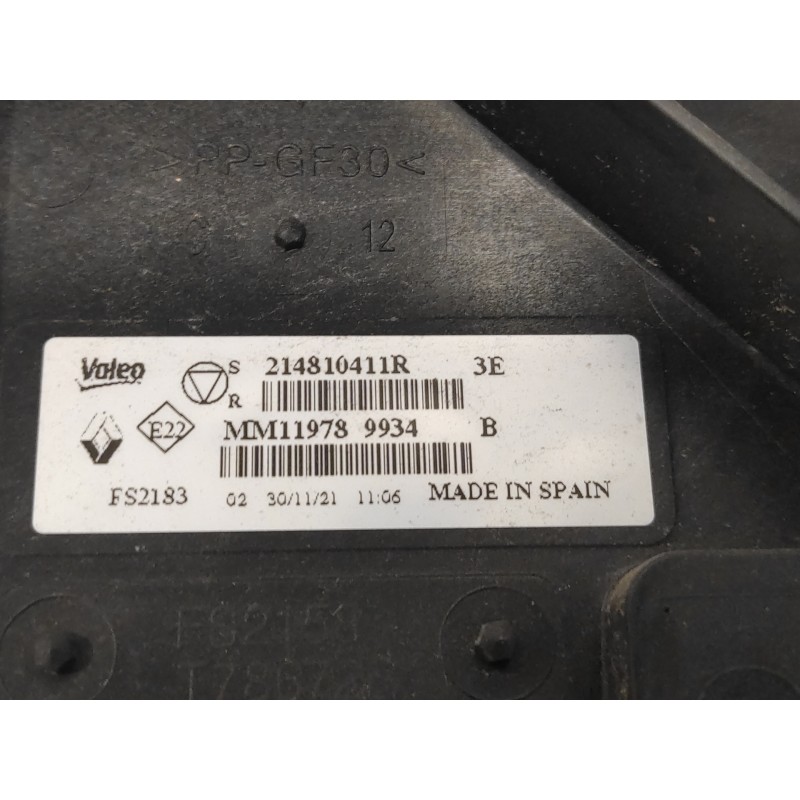 >PP-GF30<
12
Valeo S 214810411R 3E
R
E22 MM11978 9934 B
FS2183 02 30/11/21 11:06 MADE IN SPAIN